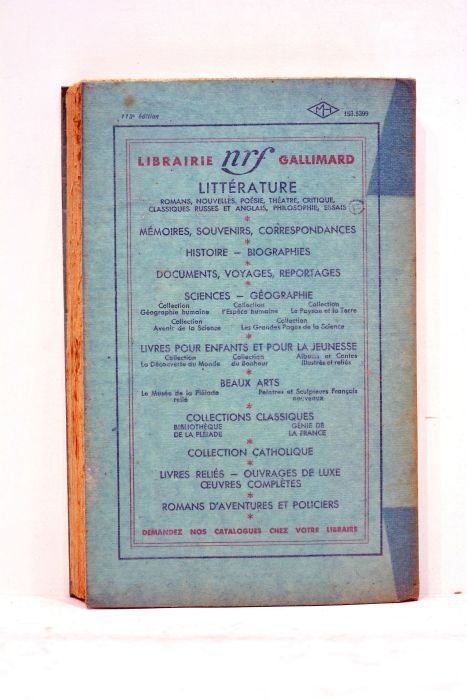 113e édition
MH
153.5399
LIBRAIRIE nrf GALLIMARD
LITTÉRATURE
ROMANS, NOUVELLES, POÉSIE, THÉATRE, CRITIQUE,
CLASSIQUES RUSSES ET ANGLAIS, PHILOSOPHIE, ESSAIS
*
MÉMOIRES, SOUVENIRS, CORRESPONDANCES
*
HISTOIRE — BIOGRAPHIES
*
DOCUMENTS, VOYAGES, REPORTAGES
*
SCIENCES — GÉOGRAPHIE
Collection Collection Collection
Géographie humaine l'Espèce humaine Le Paysan et la Terre
Collection Collection
Avenir de la Science Les Grandes Pages de la Science
*
LIVRES POUR ENFANTS ET POUR LA JEUNESSE
Collection Collection Albums et Contes
La Découverte du Monde du Bonheur illustrés et reliés
*
BEAUX ARTS
Le Musée de la Pléiade Peintres et Sculpteurs Français
relié nouveaux
*
COLLECTIONS CLASSIQUES
BIBLIOTHÈQUE GÉNIE DE
DE LA PLÉIADE LA FRANCE
*
COLLECTION CATHOLIQUE
*
LIVRES RELIÉS — OUVRAGES DE LUXE
ŒUVRES COMPLÈTES
*
ROMANS D'AVENTURES ET POLICIERS
*
DEMANDEZ NOS CATALOGUES CHEZ VOTRE LIBRAIRE